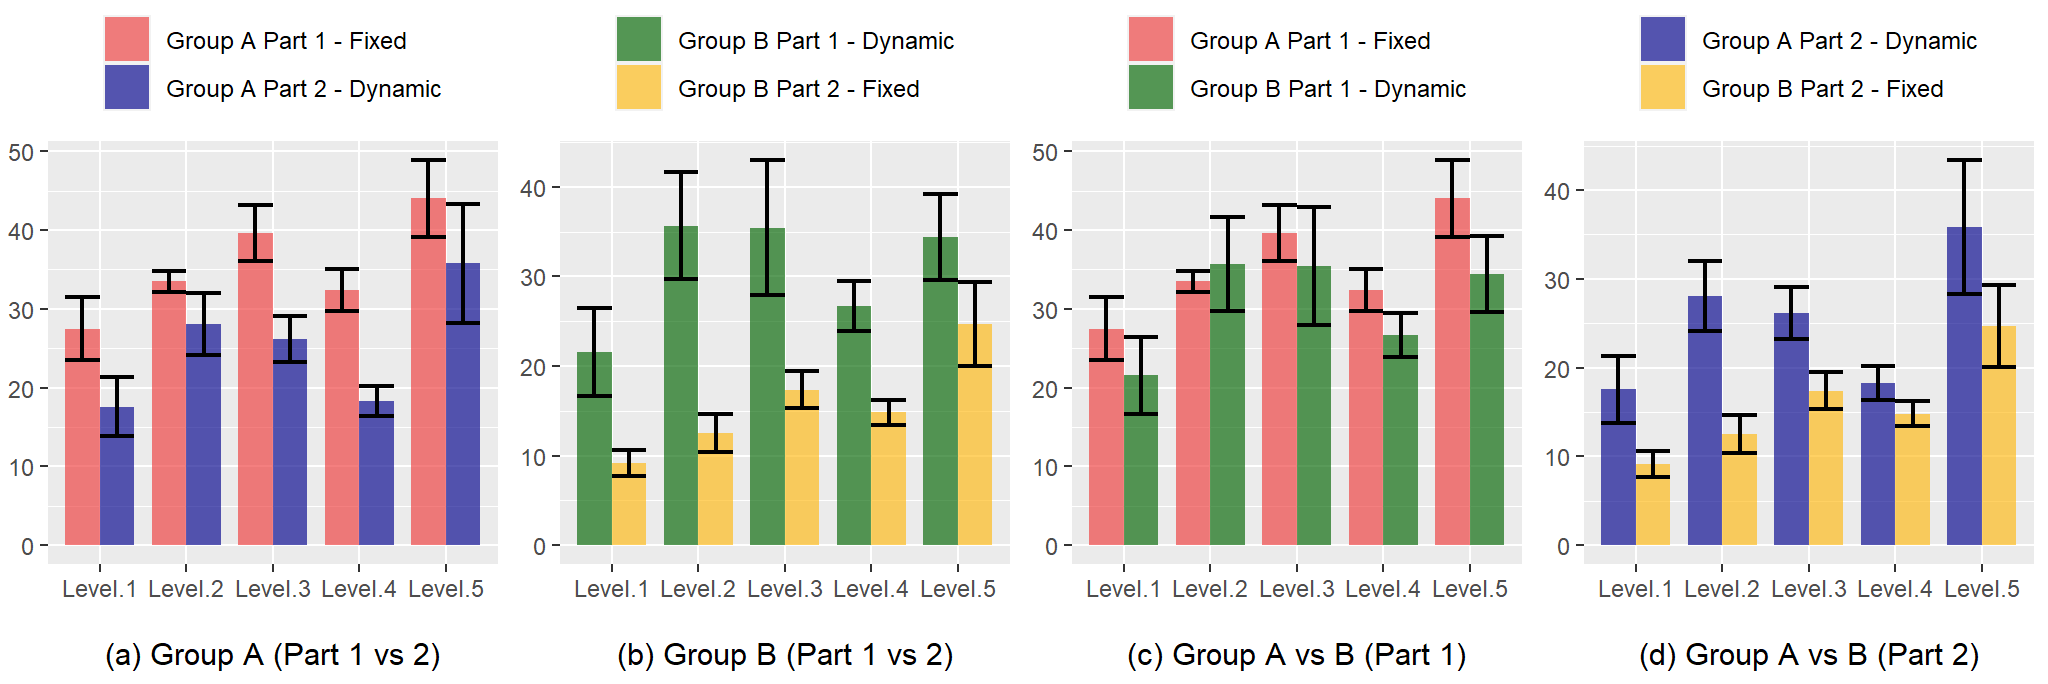 Group A Part 1 - Fixed
Group A Part 2 - Dynamic
50
40
30
20
10
0
Level.1 Level.2 Level.3 Level.4 Level.5
(a) Group A (Part 1 vs 2)
Group B Part 1 - Dynamic
Group B Part 2 - Fixed
40
30
20
10
0
Level.1 Level.2 Level.3 Level.4 Level.5
(b) Group B (Part 1 vs 2)
Group A Part 1 - Fixed
Group B Part 1 - Dynamic
50
40
30
20
10
0
Level.1 Level.2 Level.3 Level.4 Level.5
(c) Group A vs B (Part 1)
Group A Part 2 - Dynamic
Group B Part 2 - Fixed
40
30
20
10
0
Level.1 Level.2 Level.3 Level.4 Level.5
(d) Group A vs B (Part 2)